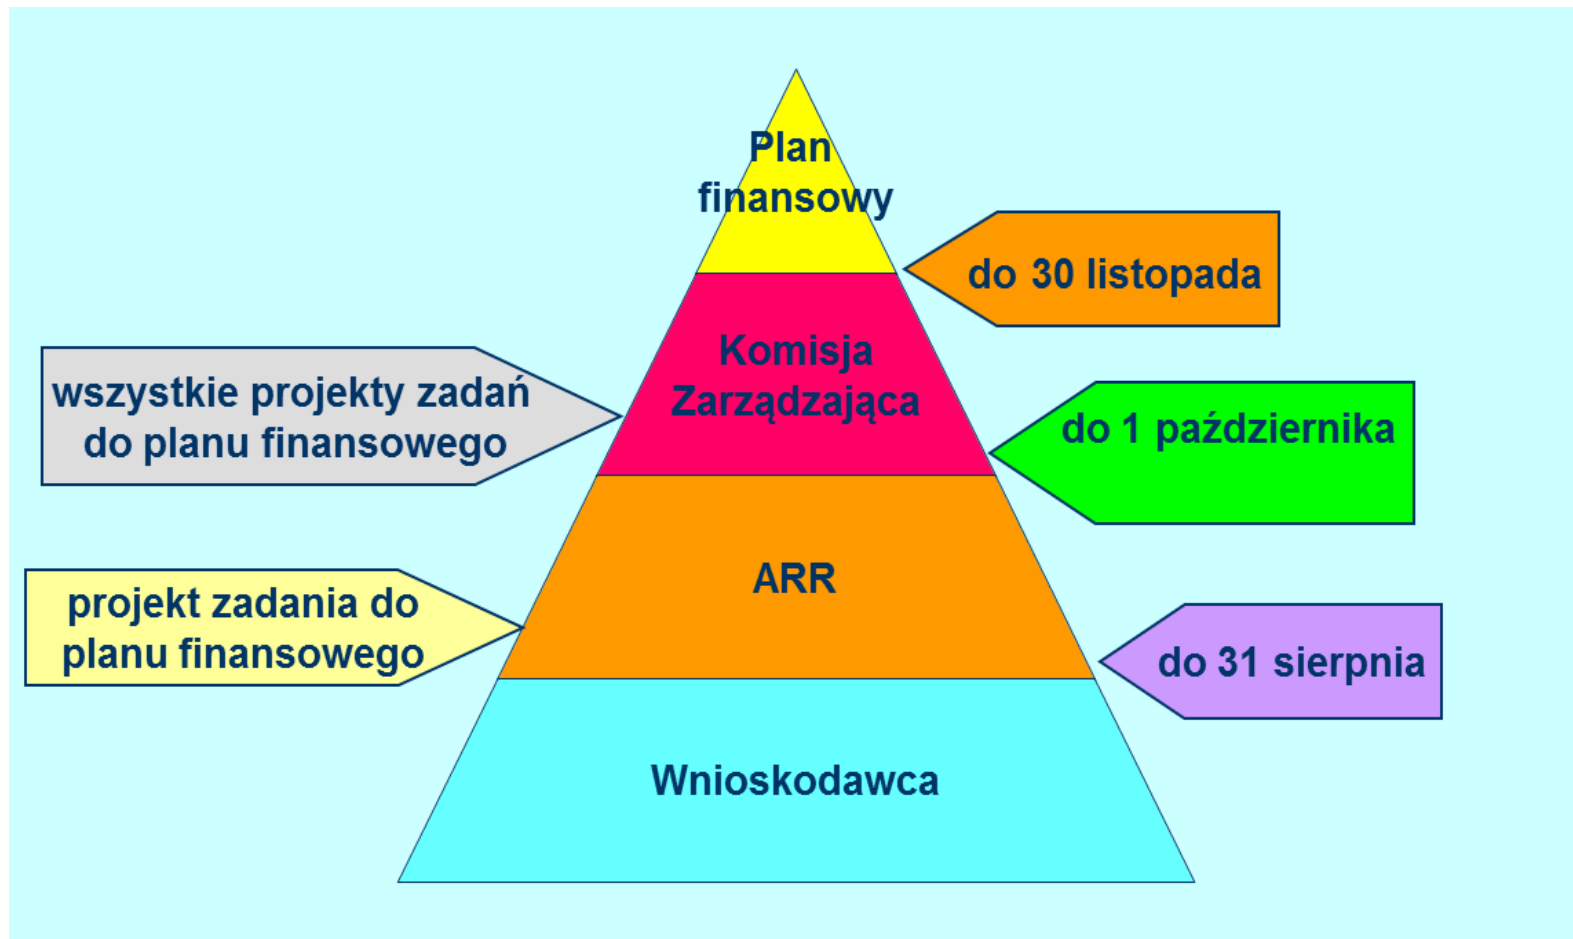 Plan
finansowy
do 30 listopada
Komisja
Zarządzająca
wszystkie projekty zadań
do planu finansowego
do 1 października
ARR
projekt zadania do
planu finansowego
do 31 sierpnia
Wnioskodawca